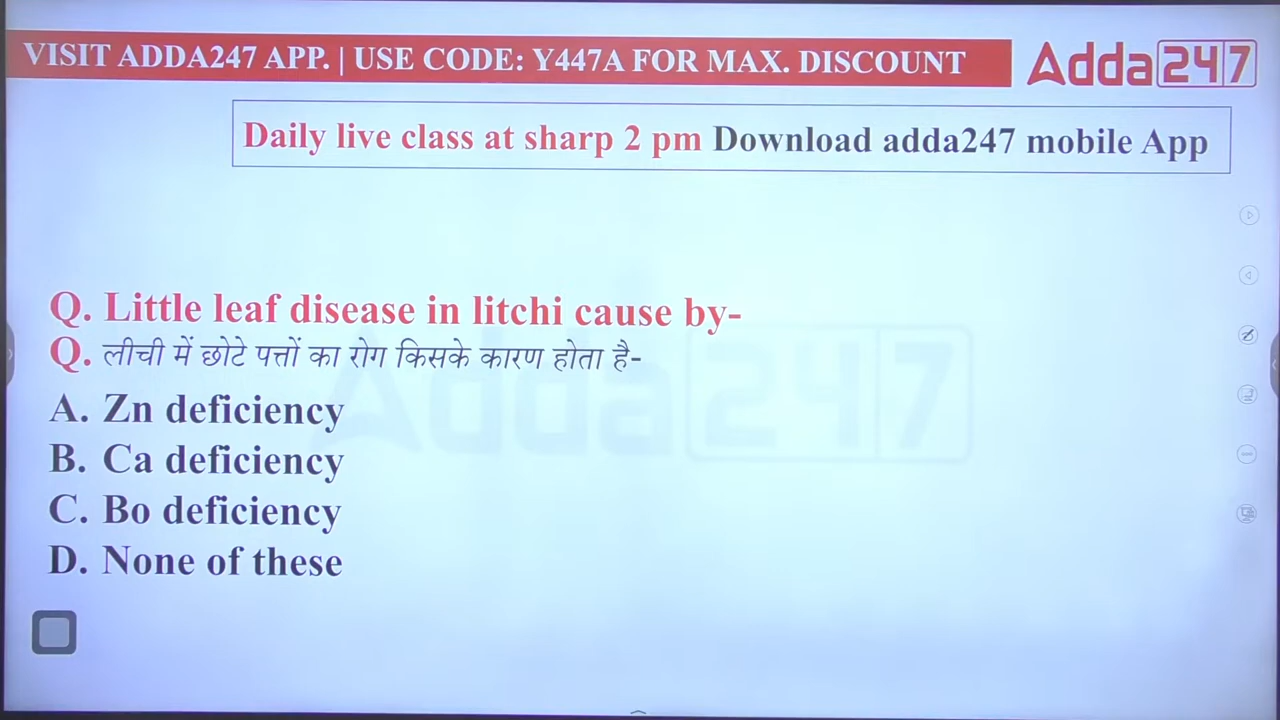 VISIT ADDA247 APP. | USE CODE: Y447A FOR MAX. DISCOUNT
Adda247
Daily live class at sharp 2 pm Download adda247 mobile App
Q. Little leaf disease in litchi cause by-
Q. लीची में छोटे पत्तों का रोग किसके कारण होता है-
A. Zn deficiency
B. Ca deficiency
C. Bo deficiency
D. None of these
Adda247